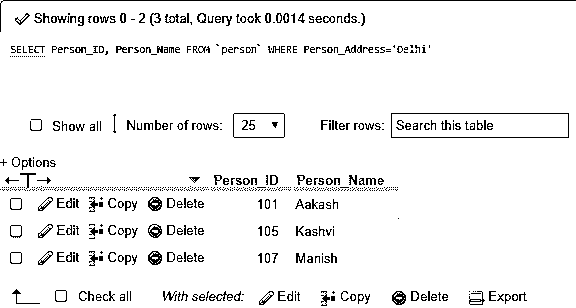 Showing rows 0 - 2 (3 total, Query took 0.0014 seconds.)
SELECT Person_ID, Person_Name FROM `person` WHERE Person_Address='Delhi'
Show all Number of rows: 25 Filter rows: Search this table
+ Options
←T→ Person_ID Person_Name
Edit Copy Delete 101 Aakash
Edit Copy Delete 105 Kashvi
Edit Copy Delete 107 Manish
Check all With selected: Edit Copy Delete Export